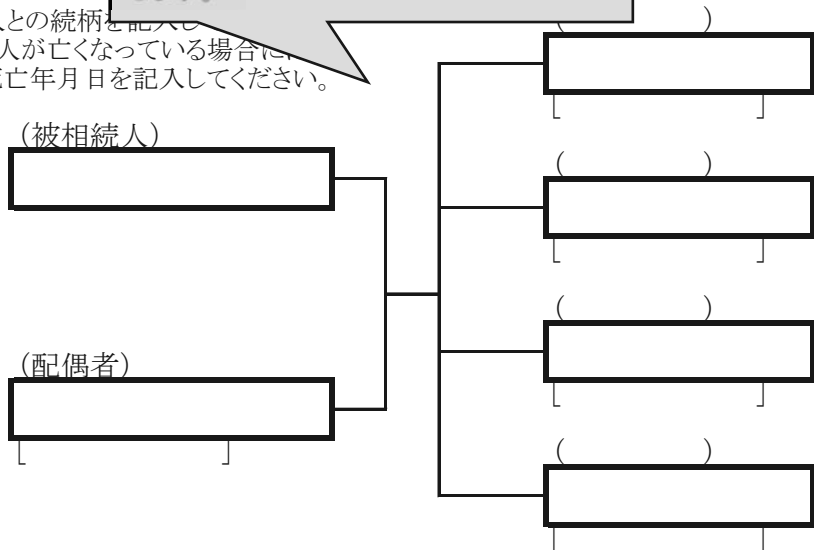 との続柄を記入し
人が亡くなっている場合に
亡年月日を記入してください。
（被相続人）
（配偶者）
（　　　　）
［　　　　］
（　　　　）
［　　　　］
（　　　　）
［　　　　］
（　　　　）
［　　　　］